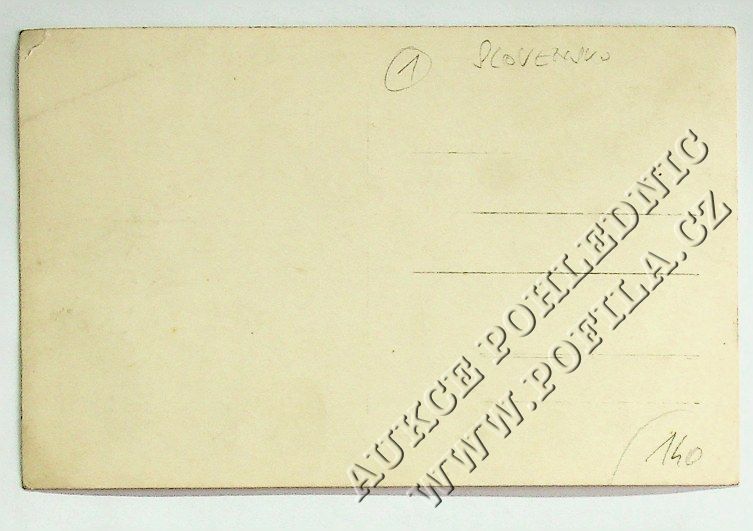 1 SLOVENSKO
AUKCE POHLEDNIC
WWW.POFILA.CZ
140